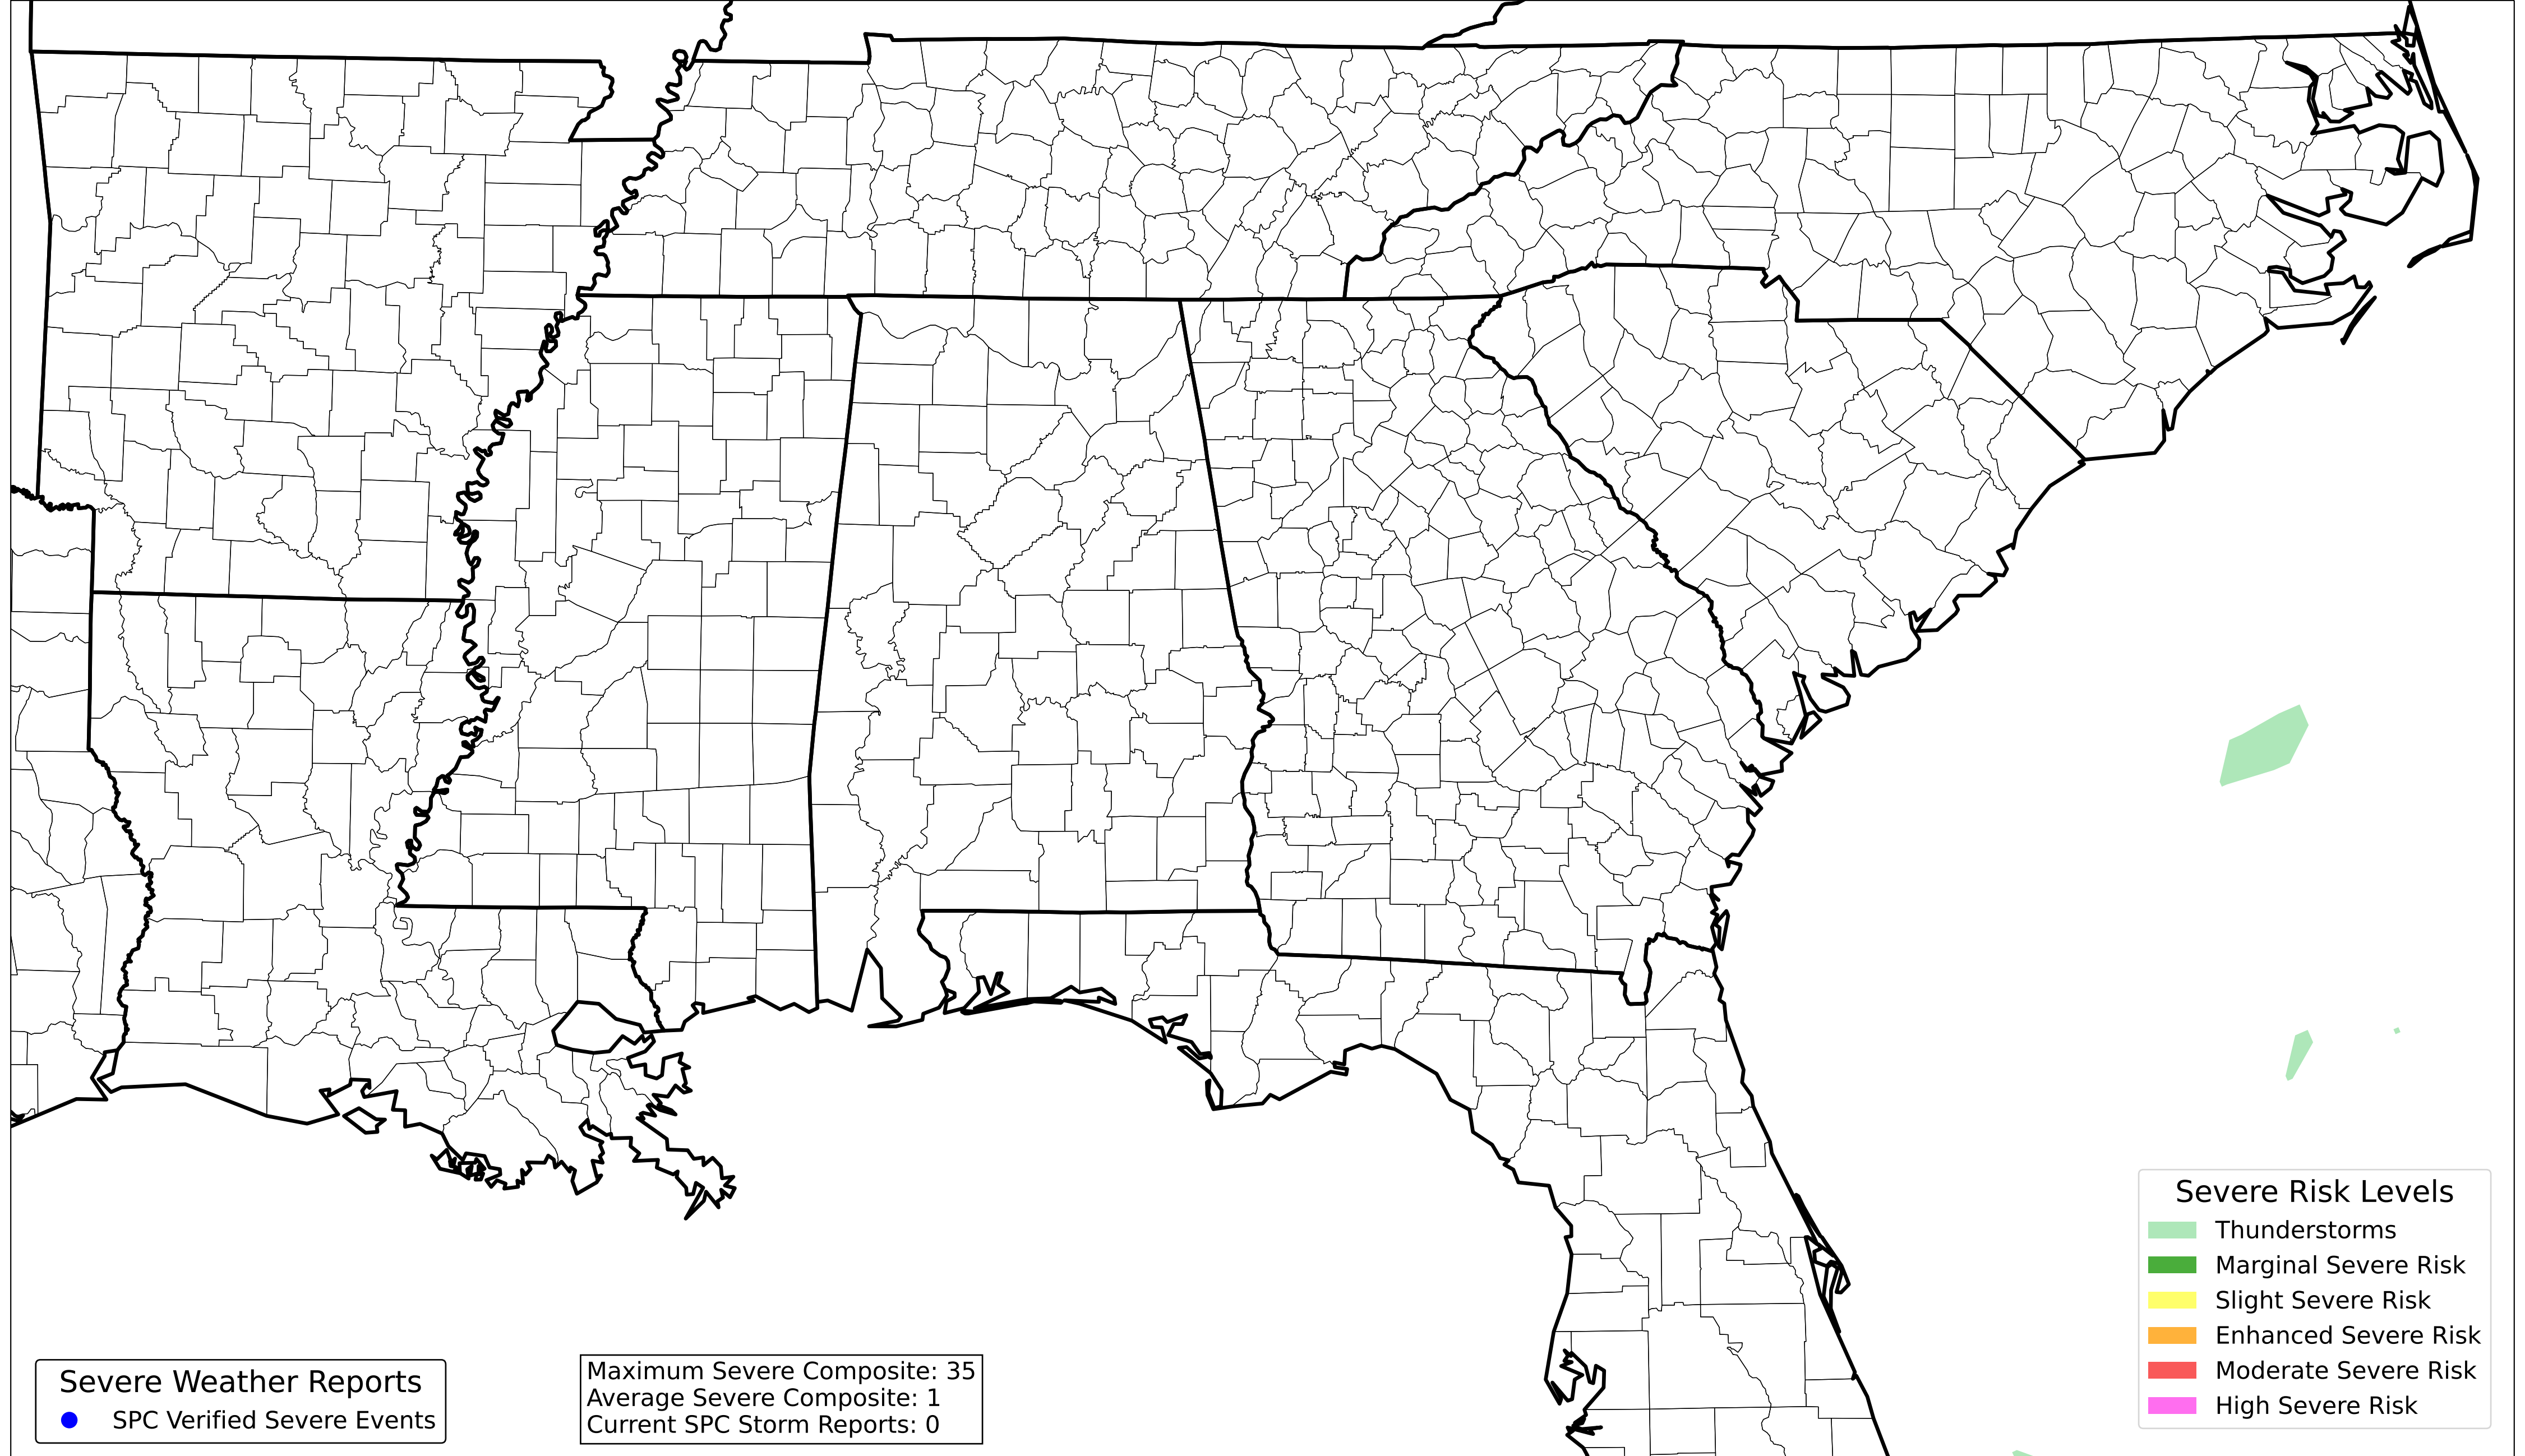 Severe Weather Reports
SPC Verified Severe Events
Maximum Severe Composite: 35
Average Severe Composite: 1
Current SPC Storm Reports: 0
Severe Risk Levels
Thunderstorms
Marginal Severe Risk
Slight Severe Risk
Enhanced Severe Risk
Moderate Severe Risk
High Severe Risk